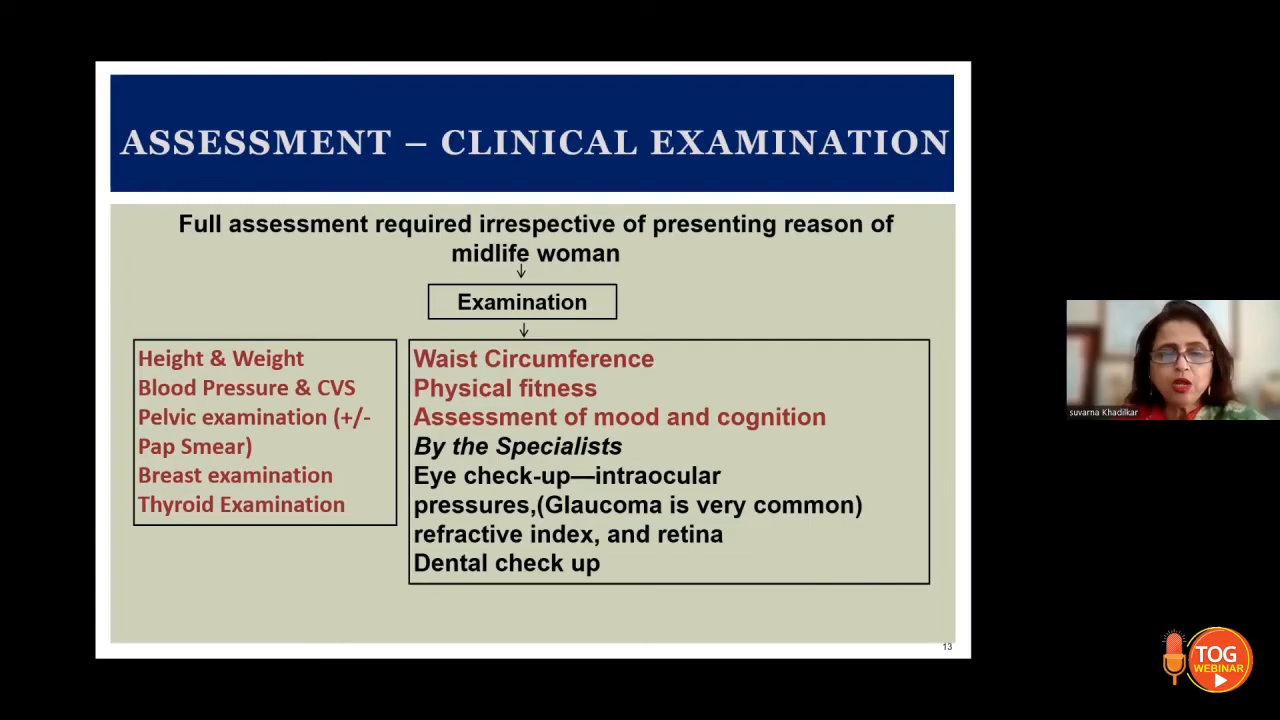 ASSESSMENT – CLINICAL EXAMINATION
Full assessment required irrespective of presenting reason of
midlife woman
Examination
Height & Weight
Blood Pressure & CVS
Pelvic examination (+/-
Pap Smear)
Breast examination
Thyroid Examination
Waist Circumference
Physical fitness
Assessment of mood and cognition
By the Specialists
Eye check-up—intraocular
pressures,(Glaucoma is very common)
refractive index, and retina
Dental check up
13
suvarna Khadilkar
TOG
WEBINAR